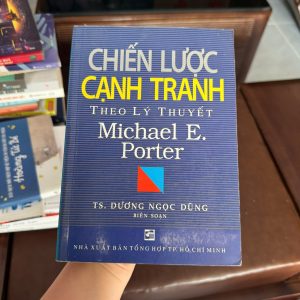 CHIẾN LƯỢC
CẠNH TRANH
THEO LÝ THUYẾT
Michael E.
Porter
TS. DƯƠNG NGỌC DŨNG
BIÊN SOẠN
NHÀ XUẤT BẢN TỔNG HỢP TP. HỒ CHÍ MINH